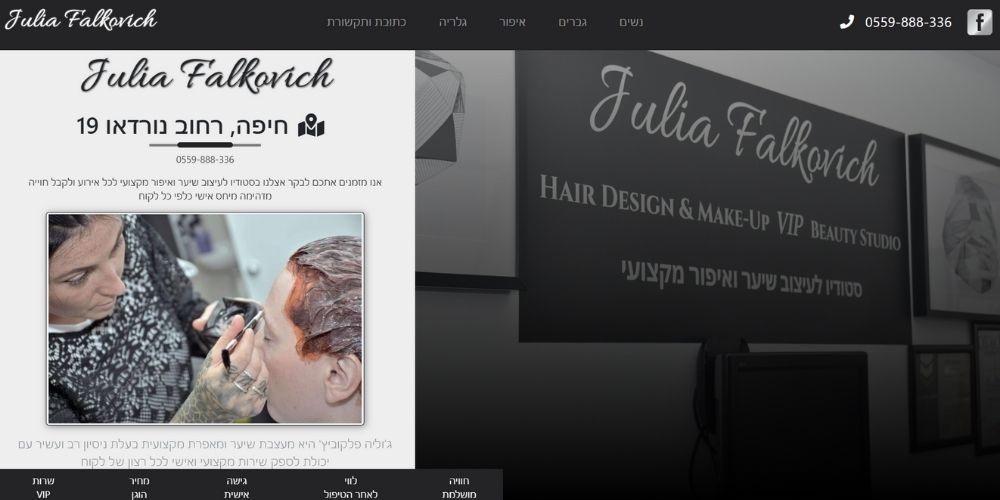 Julia Falkovich
נשים
גברים
איפור
גלריה
כתובת ותקשורת
0559-888-336
f
Julia Falkovich
חיפה, רחוב נורדאו 19
0559-888-336
אנו מזמנים אתכם לבקר אצלנו בסטודיו לעיצוב שיער ואיפור מקצועי לכל אירוע ולקבל חווייה
מדהימה מיחס אישי כלפי כל לקוח
ג'וליה פלקוביץ' היא מעצבת שיער ומאפרת מקצועית בעלת ניסיון רב ועשיר עם
יכולת לספק שירות מקצועי ואישי לכל רצון של לקוח
Julia Falkovich
HAIR DESIGN & MAKE-UP VIP BEAUTY STUDIO
סטודיו לעיצוב שיער ואיפור מקצועי
חוויה
מושלמת
לווי
לאחר הטיפול
גישה
אישית
מחיר
הוגן
שרות
VIP